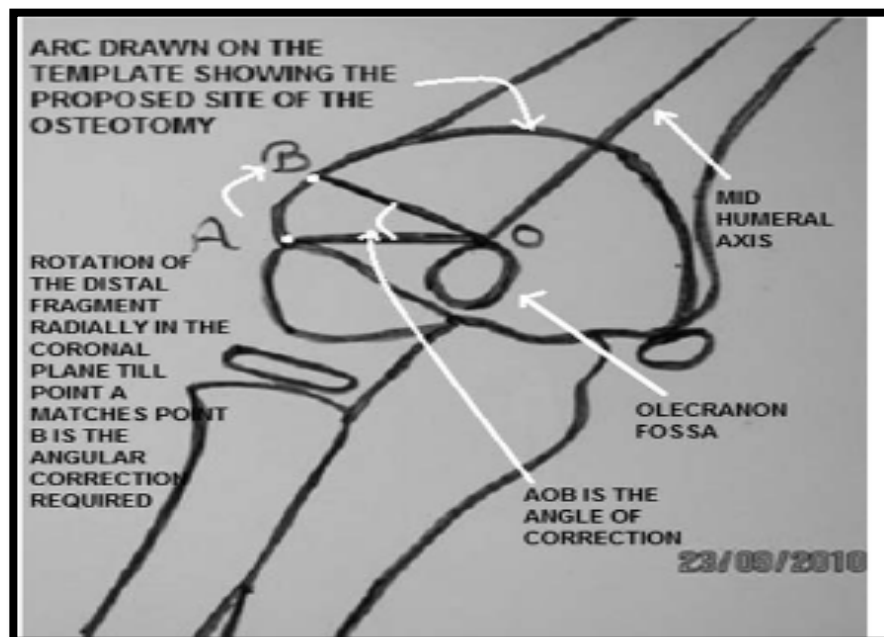 ARC DRAWN ON THE
TEMPLATE SHOWING THE
PROPOSED SITE OF THE
OSTEOTOMY
B
A
O
MID
HUMERAL
AXIS
ROTATION OF
THE DISTAL
FRAGMENT
RADIALLY IN THE
CORONAL
PLANE TILL
POINT A
MATCHES POINT
B IS THE
ANGULAR
CORRECTION
REQUIRED
OLECRANON
FOSSA
AOB IS THE
ANGLE OF
CORRECTION
23/09/2010